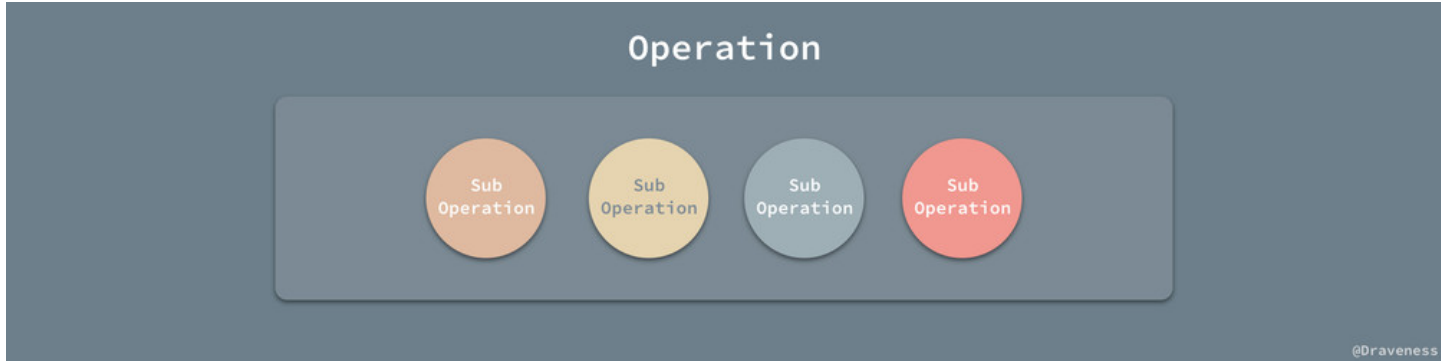 Operation
Sub
Operation
Sub
Operation
Sub
Operation
Sub
Operation
@Draveness